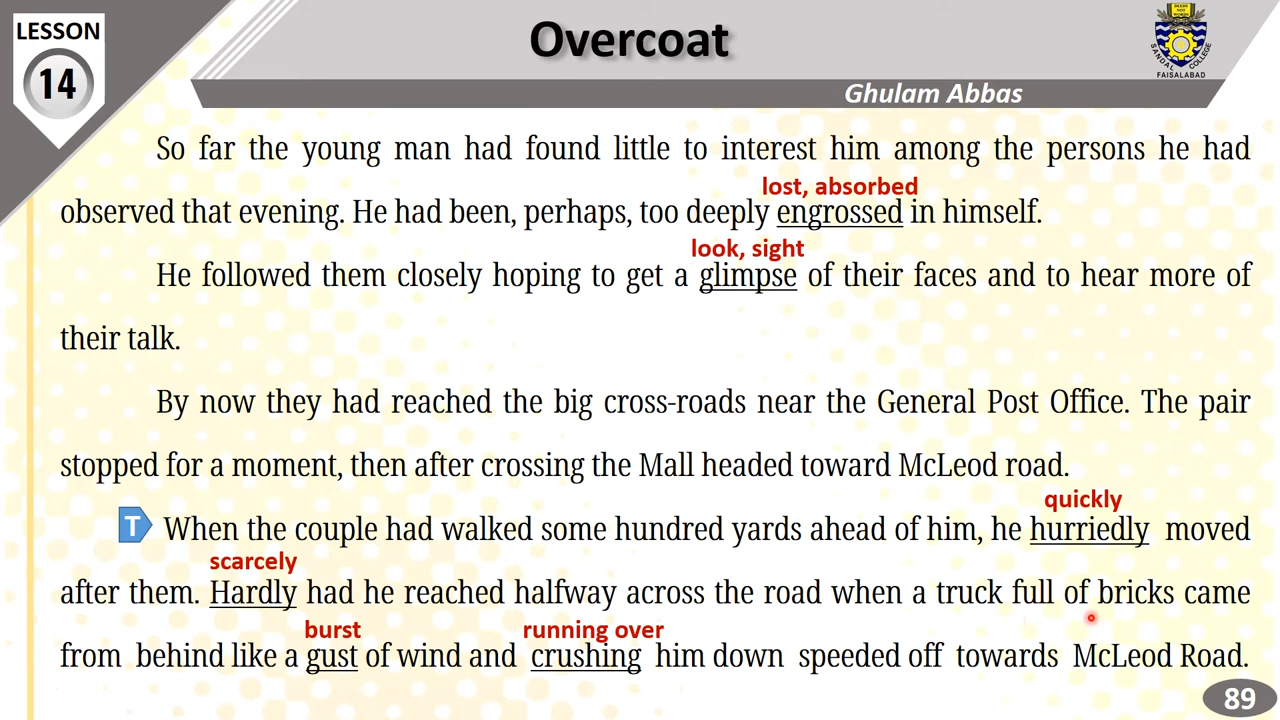 LESSON
14
Overcoat
DEEDS NOT WORDS
SANDAL COLLEGE
FAISALABAD
Ghulam Abbas
So far the young man had found little to interest him among the persons he had
lost, absorbed
observed that evening. He had been, perhaps, too deeply engrossed in himself.
look, sight
He followed them closely hoping to get a glimpse of their faces and to hear more of
their talk.
By now they had reached the big cross-roads near the General Post Office. The pair
stopped for a moment, then after crossing the Mall headed toward McLeod road.
quickly
T When the couple had walked some hundred yards ahead of him, he hurriedly moved
scarcely
after them. Hardly had he reached halfway across the road when a truck full of bricks came
burst running over
from behind like a gust of wind and crushing him down speeded off towards McLeod Road.
89